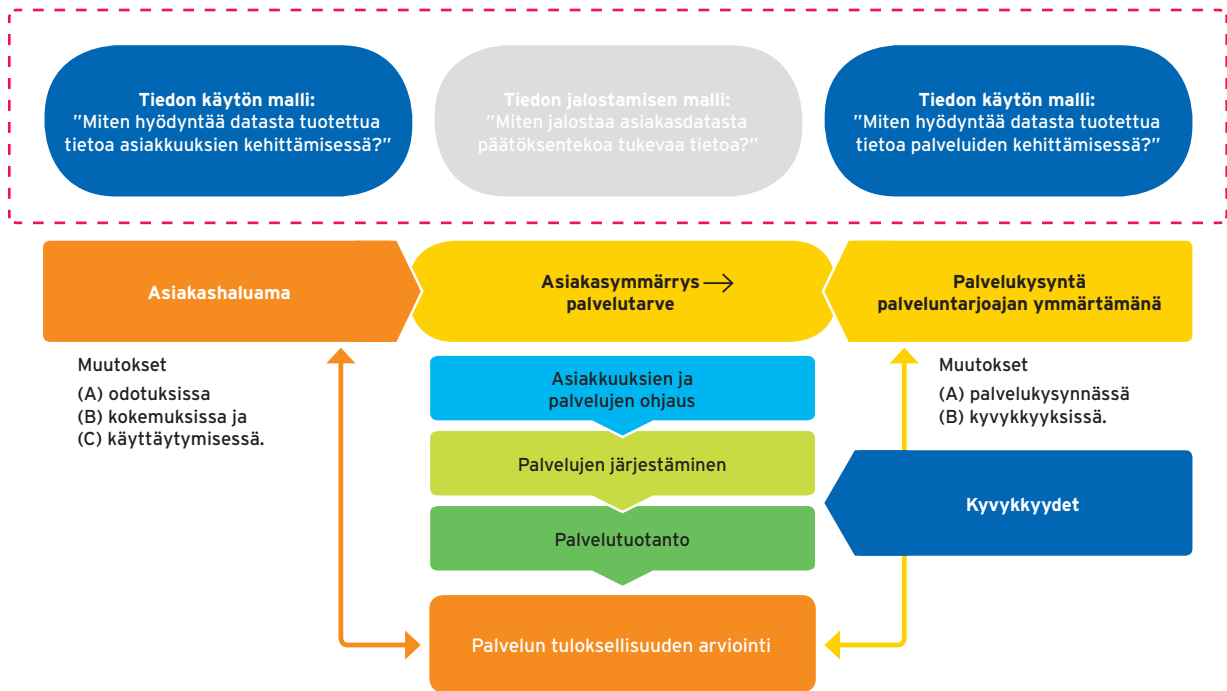 Tiedon käytön malli:
”Miten hyödyntää datasta tuotettua
tietoa asiakkuuksien kehittämisessä?”
Tiedon jalostamisen malli:
”Miten jalostaa asiakasdatasta
päätöksentekoa tukevaa tietoa?”
Tiedon käytön malli:
”Miten hyödyntää datasta tuotettua
tietoa palveluiden kehittämisessä?”
Asiakashaluama
Asiakasymmärrys →
palvelutarve
Palvelukysyntä
palveluntarjoajan ymmärtämänä
Muutokset
(A) odotuksissa
(B) kokemuksissa ja
(C) käyttäytymisessä.
Asiakkuuksien ja
palvelujen ohjaus
Palvelujen järjestäminen
Palvelutuotanto
Palvelun tuloksellisuuden arviointi
Muutokset
(A) palvelukysynnässä
(B) kyvykkyyksissä.
Kyvykkyydet